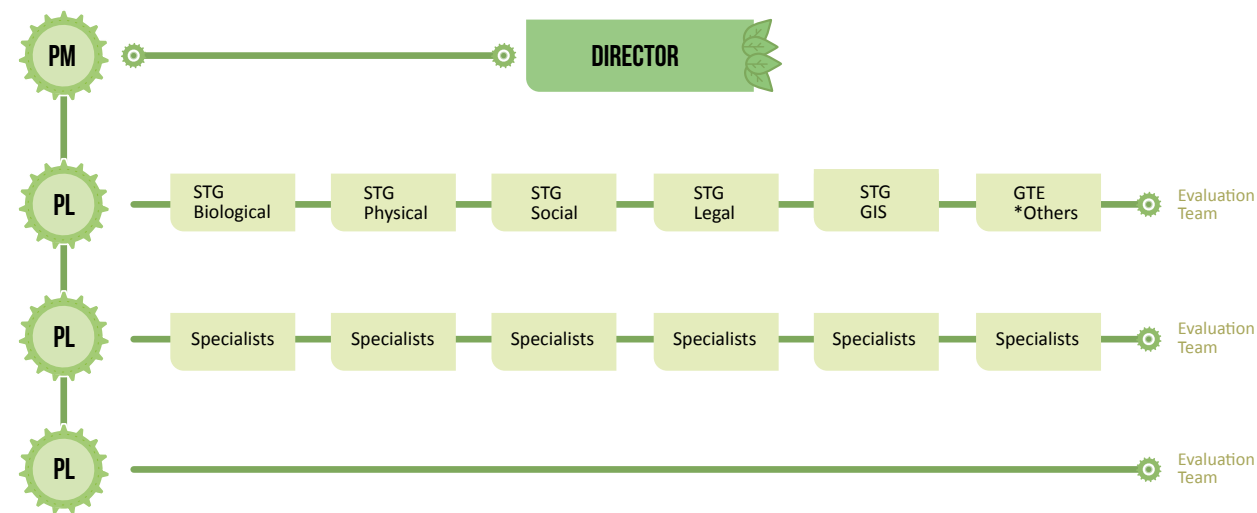 PM
DIRECTOR
PL
STG
Biological
STG
Physical
STG
Social
STG
Legal
STG
GIS
GTE
*Others
Evaluation
Team
PL
Specialists
Specialists
Specialists
Specialists
Specialists
Specialists
Evaluation
Team
PL
Evaluation
Team